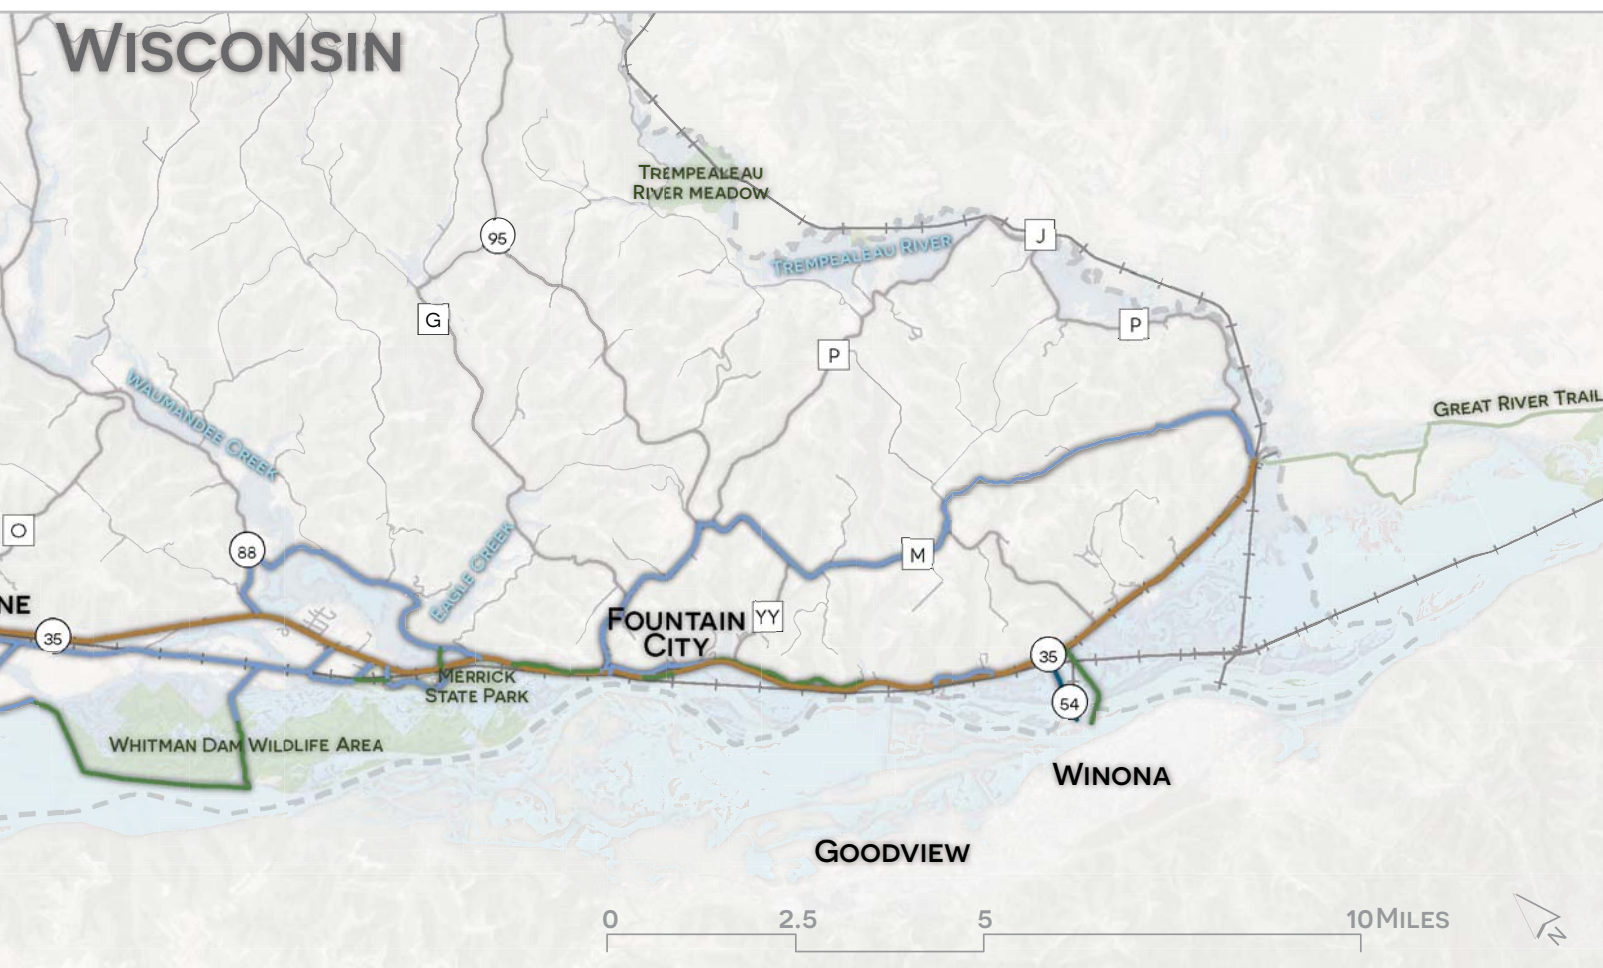 WISCONSIN
TREMPEALEAU
RIVER MEADOW
95
J
TREMPEALEAU RIVER
G
P
P
WAUMANDEE CREEK
GREAT RIVER TRAIL
O
88
M
EAGLE CREEK
NE
FOUNTAIN
CITY
YY
35
35
MERRICK
STATE PARK
54
WHITMAN DAM WILDLIFE AREA
WINONA
GOODVIEW
0 2.5 5 10 MILES
N